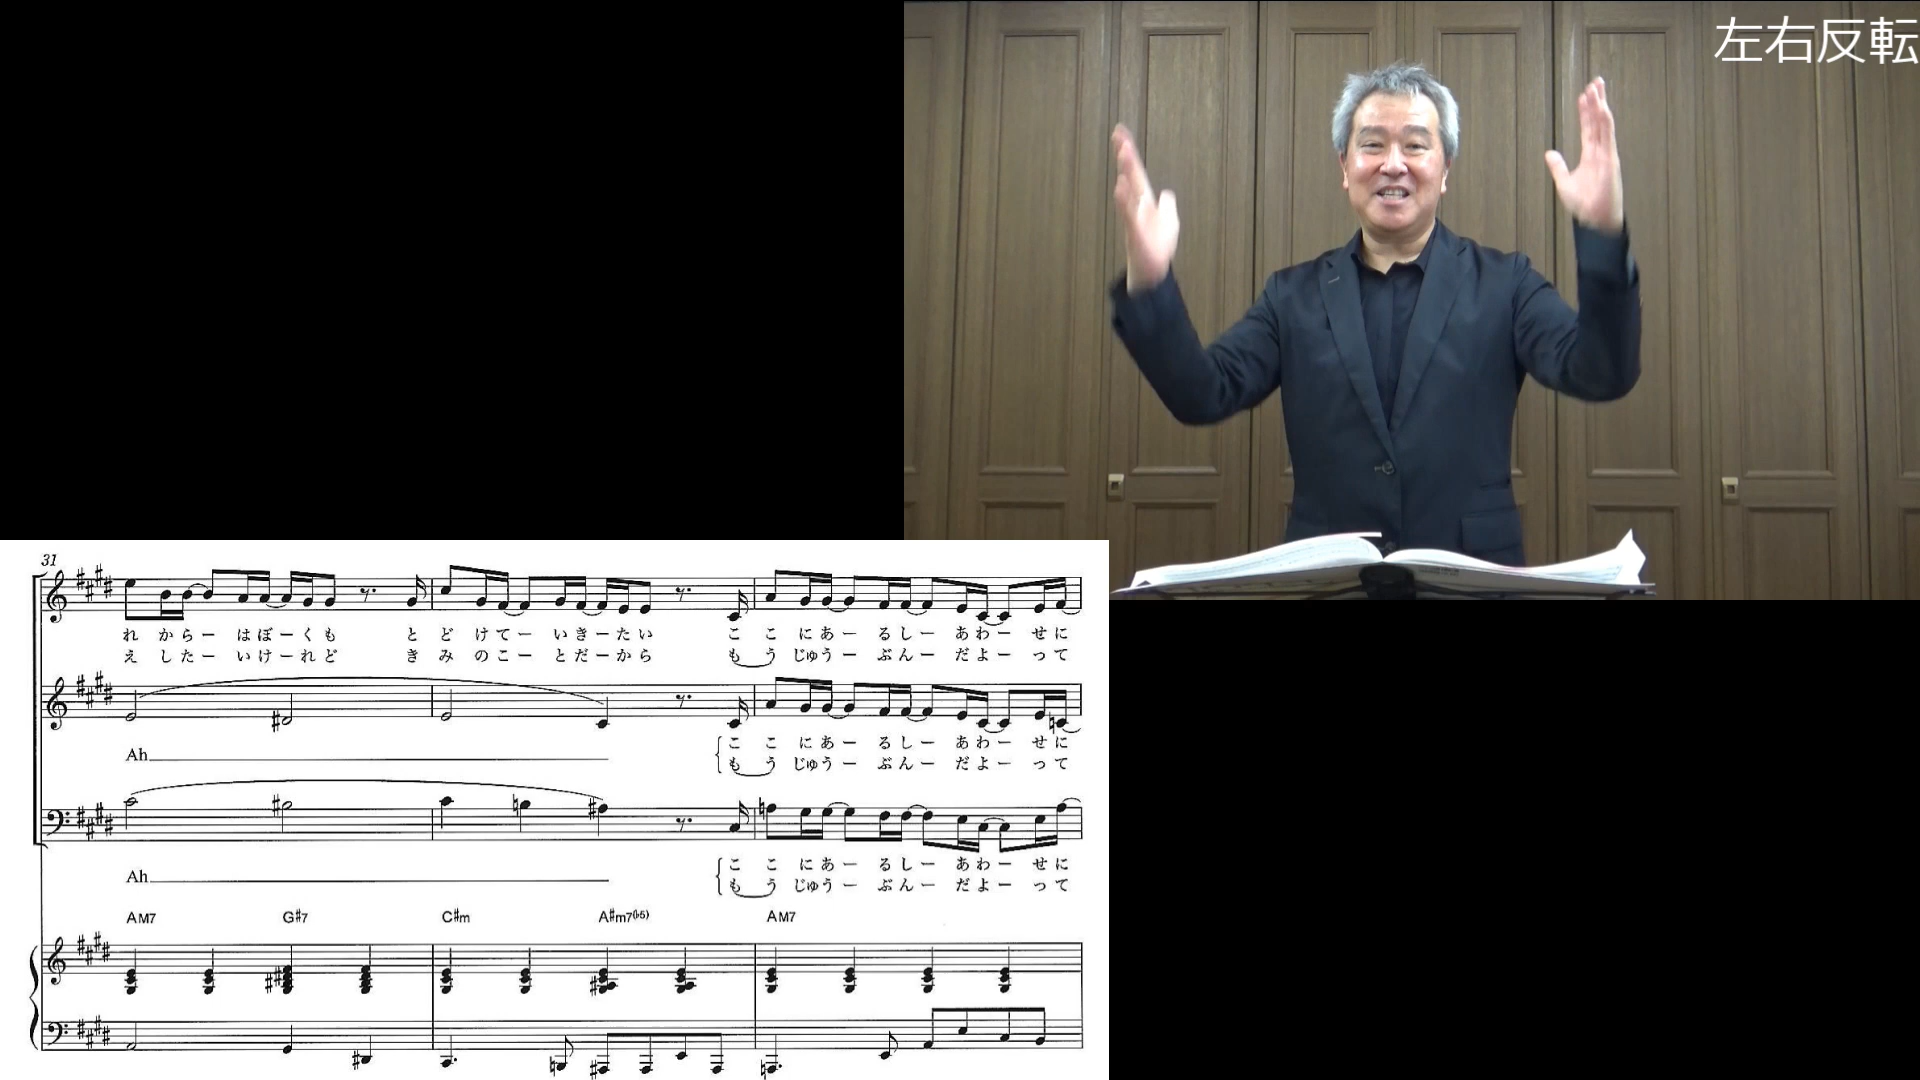 左右反転
31
れ か ら ー は ぼ ー く も と ど け て ー い き ー た い こ こ に あ ー る し ー あ わ ー せ に
え し た ー い け ー れ ど き み の こ ー と だ ー か ら も う じゅ う ー ぶ ん ー だ よ ー っ て
Ah
こ こ に あ ー る し ー あ わ ー せ に
も う じゅ う ー ぶ ん ー だ よ ー っ て
Ah
こ こ に あ ー る し ー あ わ ー せ に
も う じゅ う ー ぶ ん ー だ よ ー っ て
AM7 G#7 C#m A#m7(♭5) AM7